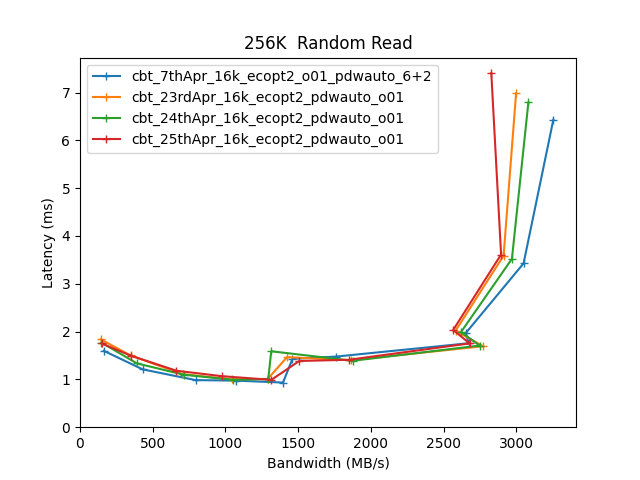 256K  Random Read
cbt_7thApr_16k_ecopt2_o01_pdwauto_6+2
cbt_23rdApr_16k_ecopt2_pdwauto_o01
cbt_24thApr_16k_ecopt2_pdwauto_o01
cbt_25thApr_16k_ecopt2_pdwauto_o01
Latency (ms)
7
6
5
4
3
2
1
0
0 500 1000 1500 2000 2500 3000
Bandwidth (MB/s)